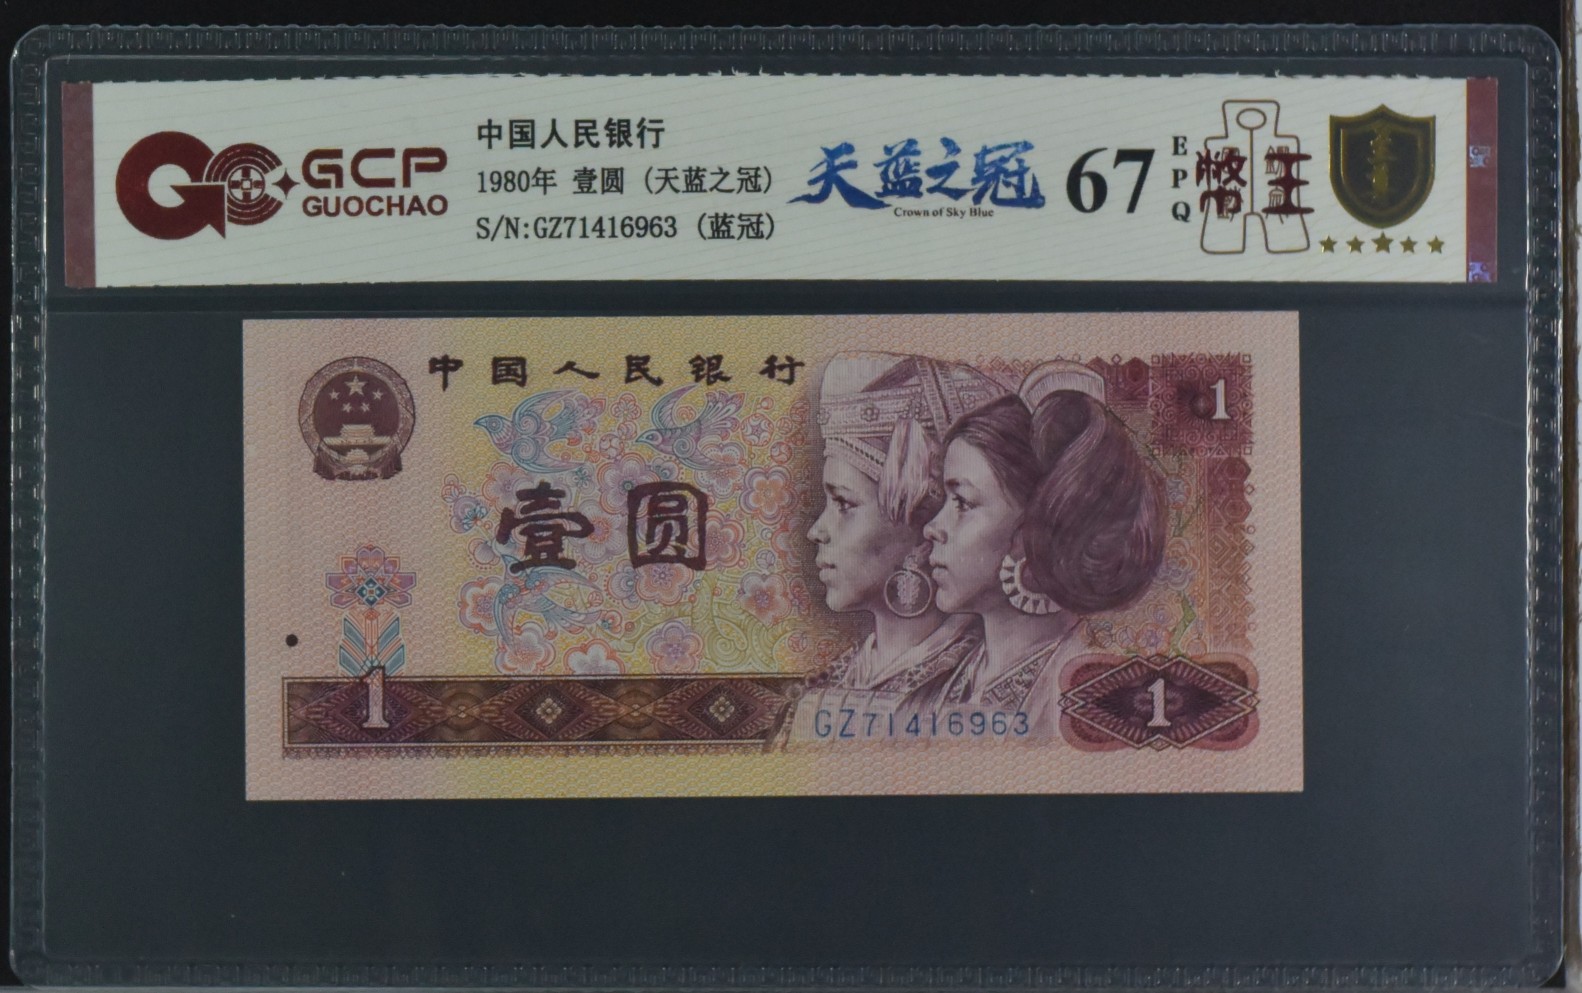 GCP
GUOCHAO
中国人民银行
1980年 壹圆 (天蓝之冠)
S/N:GZ71416963 (蓝冠)
天蓝之冠
Crown of Sky Blue
67
EPQ
幣王
中国人民银行
1
壹圆
1
GZ71416963
1